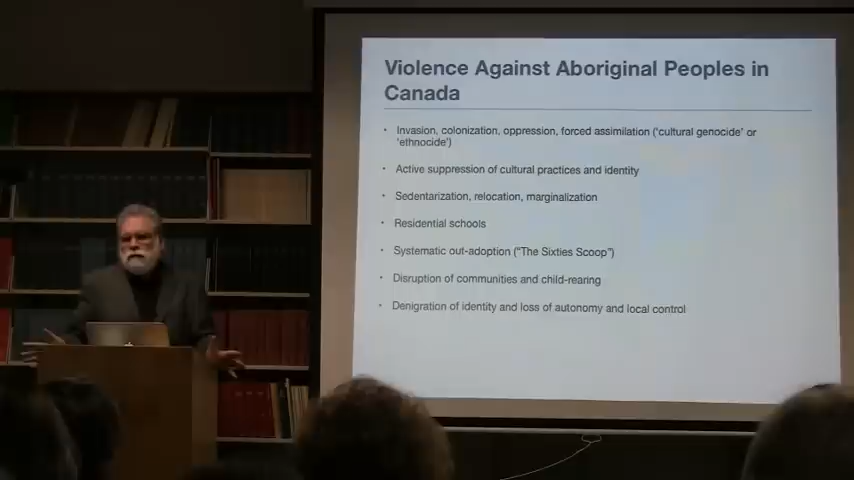 Violence Against Aboriginal Peoples in
Canada
• Invasion, colonization, oppression, forced assimilation ('cultural genocide' or
'ethnocide')
• Active suppression of cultural practices and identity
• Sedentarization, relocation, marginalization
• Residential schools
• Systematic out-adoption ("The Sixties Scoop")
• Disruption of communities and child-rearing
• Denigration of identity and loss of autonomy and local control